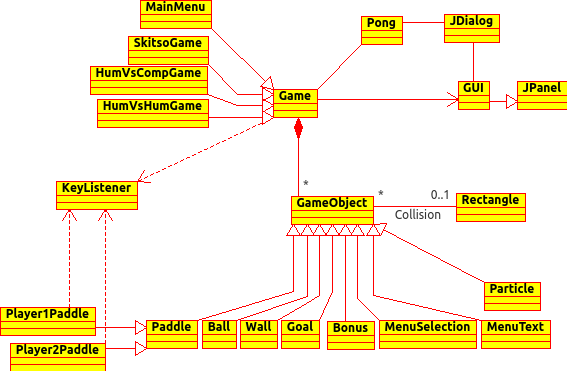 MainMenu
Pong
JDialog
SkitsoGame
HumVsCompGame
Game
GUI
JPanel
HumVsHumGame
KeyListener
*
*
0..1
GameObject
Rectangle
Collision
Particle
Player1Paddle
Paddle
Ball
Wall
Goal
Bonus
MenuSelection
MenuText
Player2Paddle